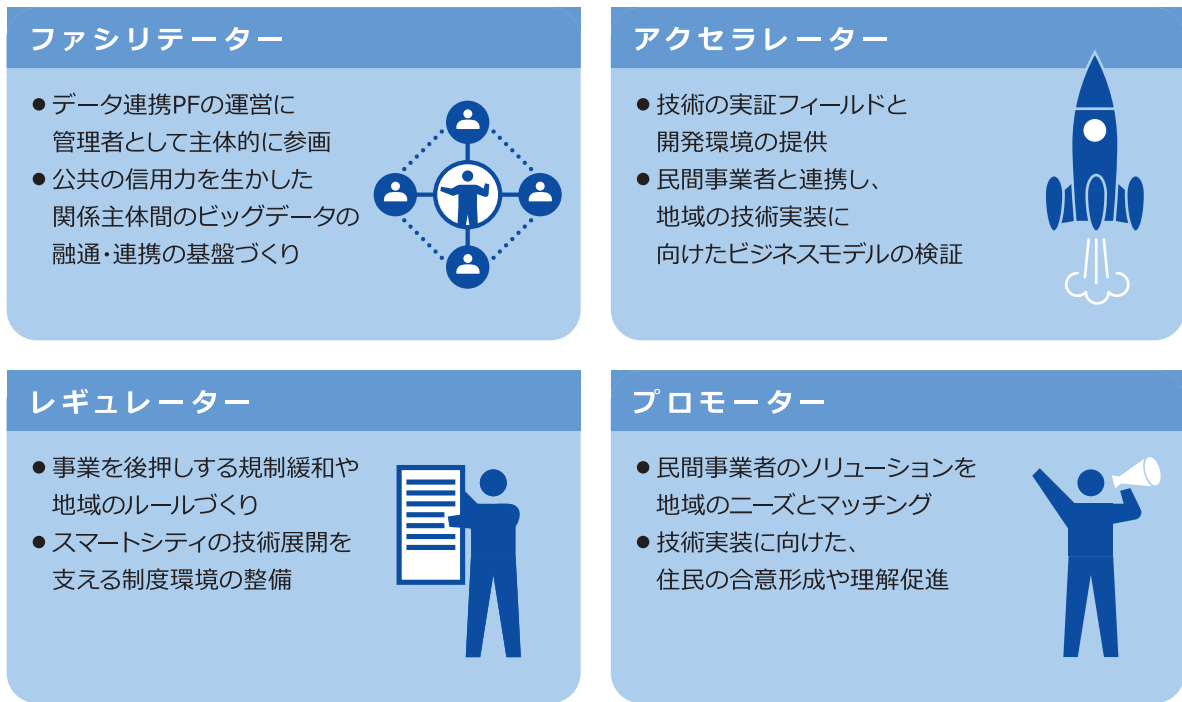 ファシリテーター
● データ連携PFの運営に
管理者として主体的に参画
● 公共の信用力を生かした
関係主体間のビッグデータの
融通・連携の基盤づくり
アクセラレーター
● 技術の実証フィールドと
開発環境の提供
● 民間事業者と連携し、
地域の技術実装に
向けたビジネスモデルの検証
レギュレーター
● 事業を後押しする規制緩和や
地域のルールづくり
● スマートシティの技術展開を
支える制度環境の整備
プロモーター
● 民間事業者のソリューションを
地域のニーズとマッチング
● 技術実装に向けた、
住民の合意形成や理解促進